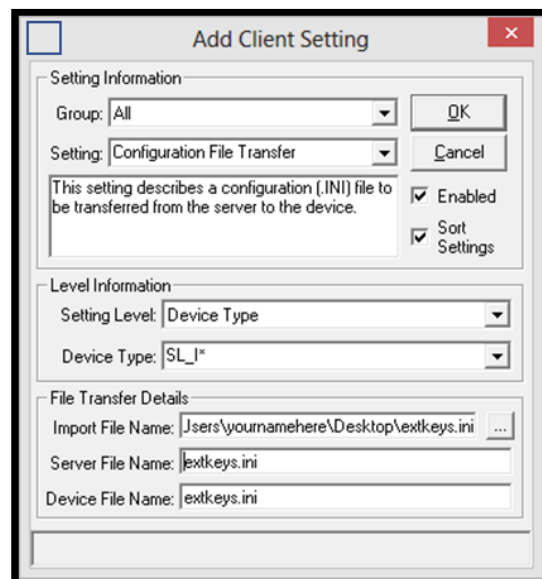 Add Client Setting
Setting Information
Group: All
OK
Setting: Configuration File Transfer
Cancel
This setting describes a configuration (.INI) file to
be transferred from the server to the device.
Enabled
Sort
Settings
Level Information
Setting Level: Device Type
Device Type: SL_I*
File Transfer Details
Import File Name: Jsers\yournamehere\Desktop\extkeys.ini ...
Server File Name: extkeys.ini
Device File Name: extkeys.ini